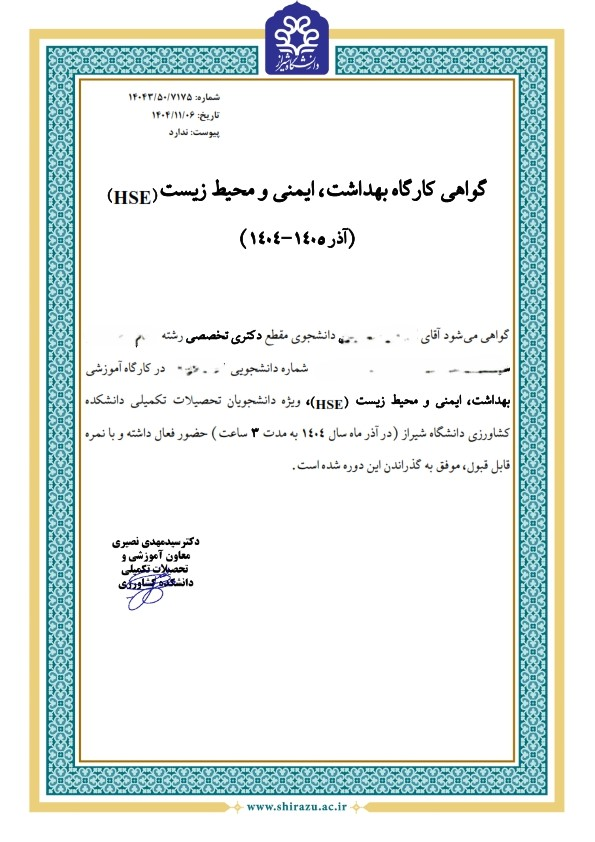 دانشگاه شیراز
شماره: ۱۴۰۴۳/۵۰/۷۱۷۵
تاریخ: ۱۴۰۴/۱۱/۰۶
پیوست: ندارد
گواهی کارگاه بهداشت، ایمنی و محیط زیست (HSE)
(آذر ۱۴۰۵-۱۴۰۴)
گواهی می‌شود آقای دانشجوی مقطع دکتری تخصصی رشته
شماره دانشجویی در کارگاه آموزشی
بهداشت، ایمنی و محیط زیست (HSE)، ویژه دانشجویان تحصیلات تکمیلی دانشکده
کشاورزی دانشگاه شیراز (در آذر ماه سال ۱۴۰۴ به مدت ۳ ساعت) حضور فعال داشته و با نمره
قابل قبول، موفق به گذراندن این دوره شده است.
دکتر سیدمهدی نصیری
معاون آموزشی و
تحصیلات تکمیلی
دانشکده کشاورزی
www.shirazu.ac.ir